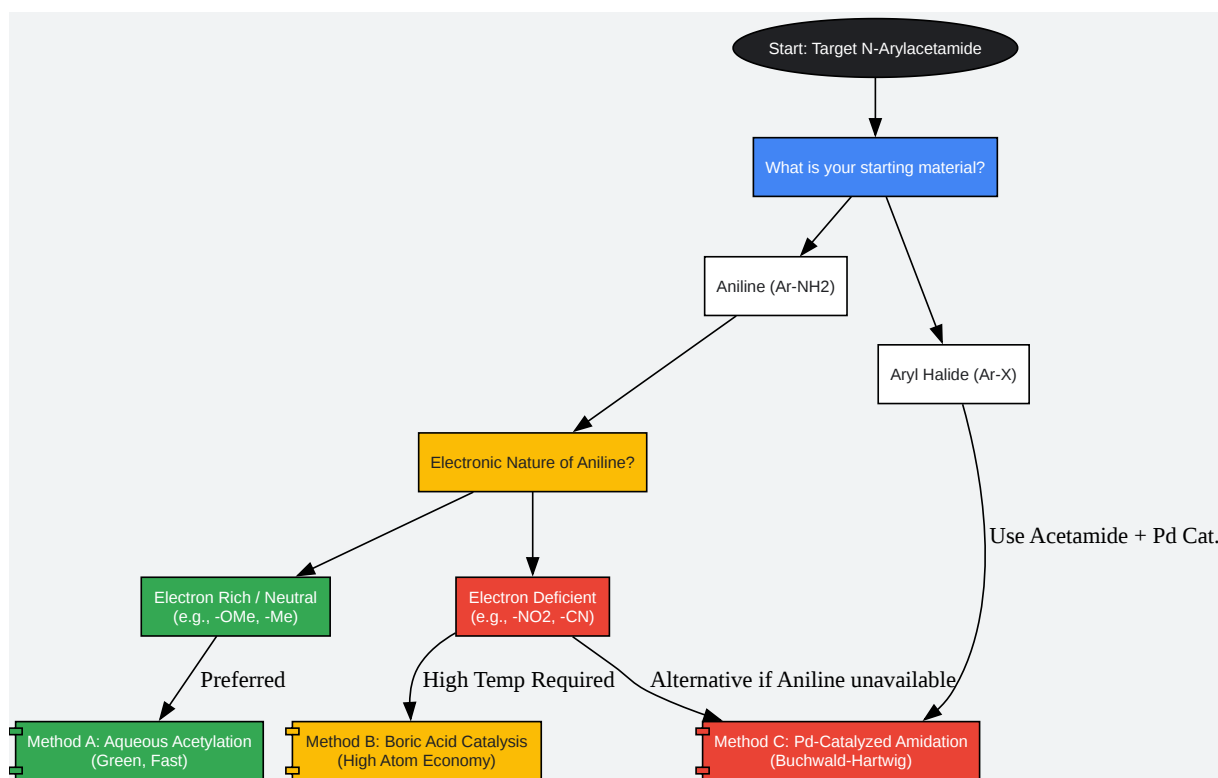 Start: Target N-Arylacetamide
What is your starting material?
Aniline (Ar-NH2)
Aryl Halide (Ar-X)
Electronic Nature of Aniline?
Use Acetamide + Pd Cat.
Electron Rich / Neutral
(e.g., -OMe, -Me)
Electron Deficient
(e.g., -NO2, -CN)
Preferred
High Temp Required
Alternative if Aniline unavailable
Method A: Aqueous Acetylation
(Green, Fast)
Method B: Boric Acid Catalysis
(High Atom Economy)
Method C: Pd-Catalyzed Amidation
(Buchwald-Hartwig)